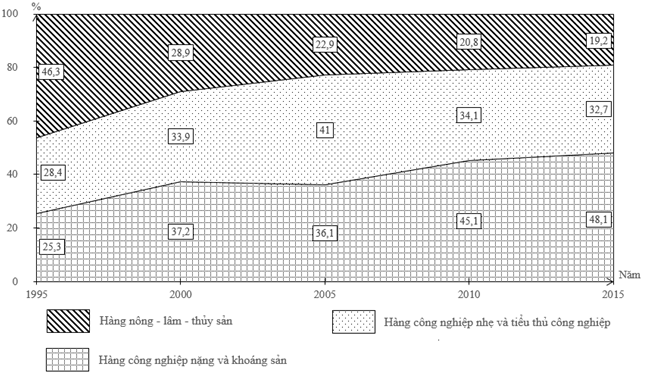 %
100
46,3 28,9 22,9 20,8 19,2
80
60
28,4 33,9 41 34,1 32,7
40
20
25,3 37,2 36,1 45,1 48,1
0
Năm
1995 2000 2005 2010 2015
Hàng nông - lâm - thủy sản
Hàng công nghiệp nhẹ và tiểu thủ công nghiệp
Hàng công nghiệp nặng và khoáng sản